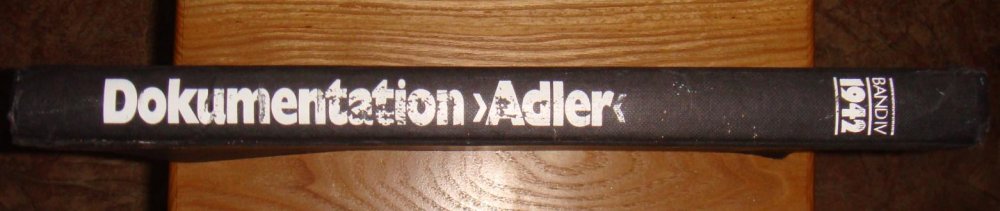 Dokumentation ›Adler‹
BAND IV
1942